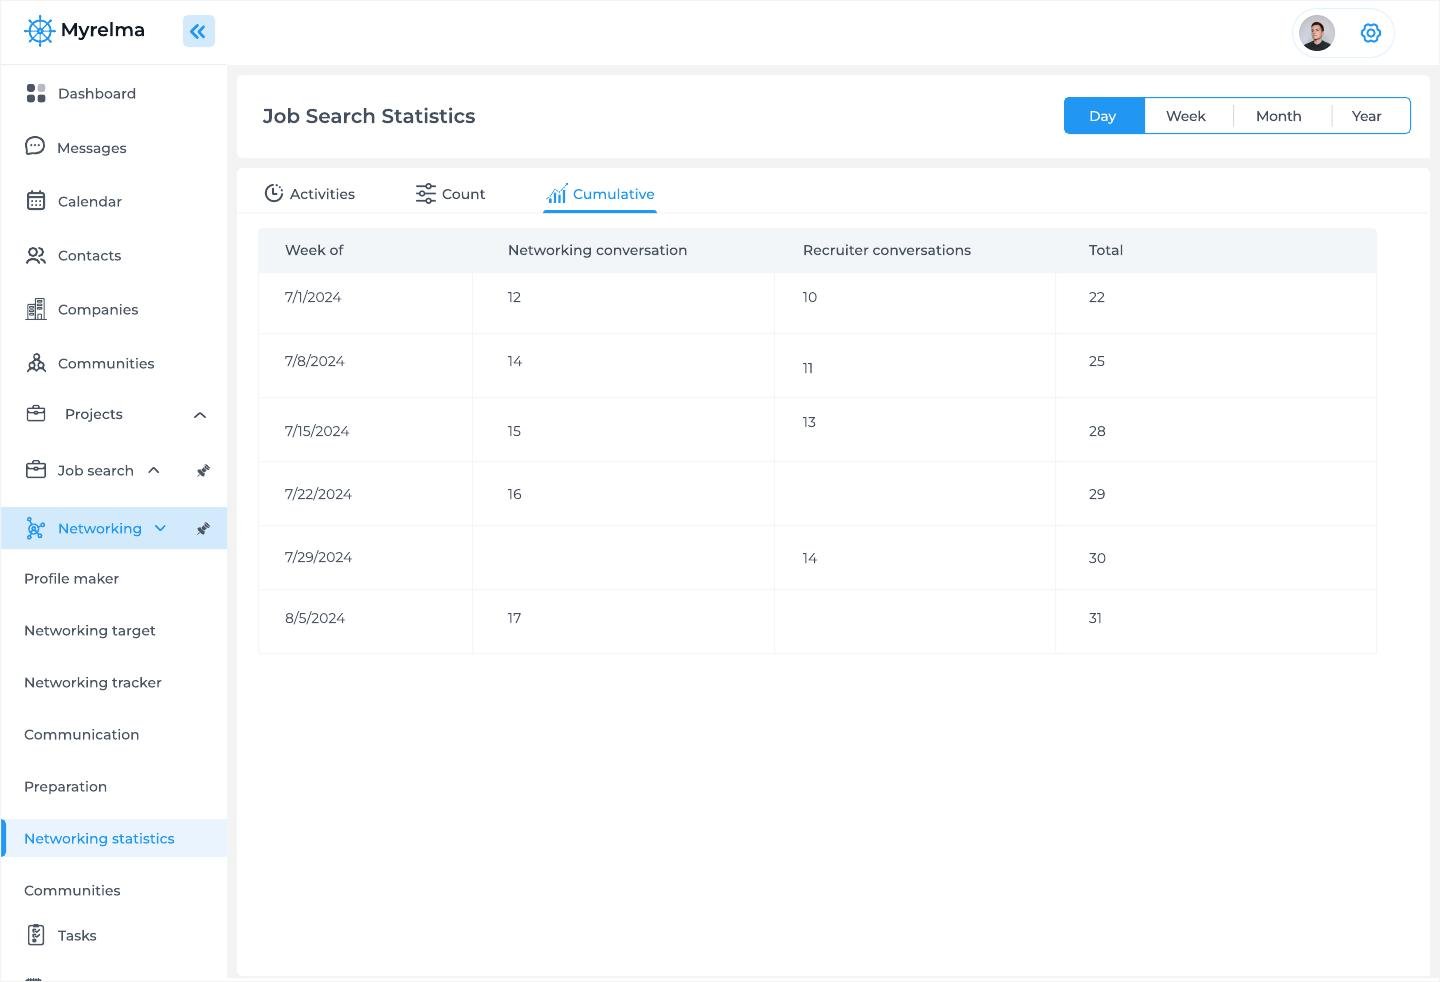 Myrelma
Dashboard
Messages
Calendar
Contacts
Companies
Communities
Projects
Job search
Networking
Profile maker
Networking target
Networking tracker
Communication
Preparation
Networking statistics
Communities
Tasks
Job Search Statistics
Day Week Month Year
Activities Count Cumulative
Week of Networking conversation Recruiter conversations Total
7/1/2024 12 10 22
7/8/2024 14 11 25
7/15/2024 15 13 28
7/22/2024 16 29
7/29/2024 14 30
8/5/2024 17 31